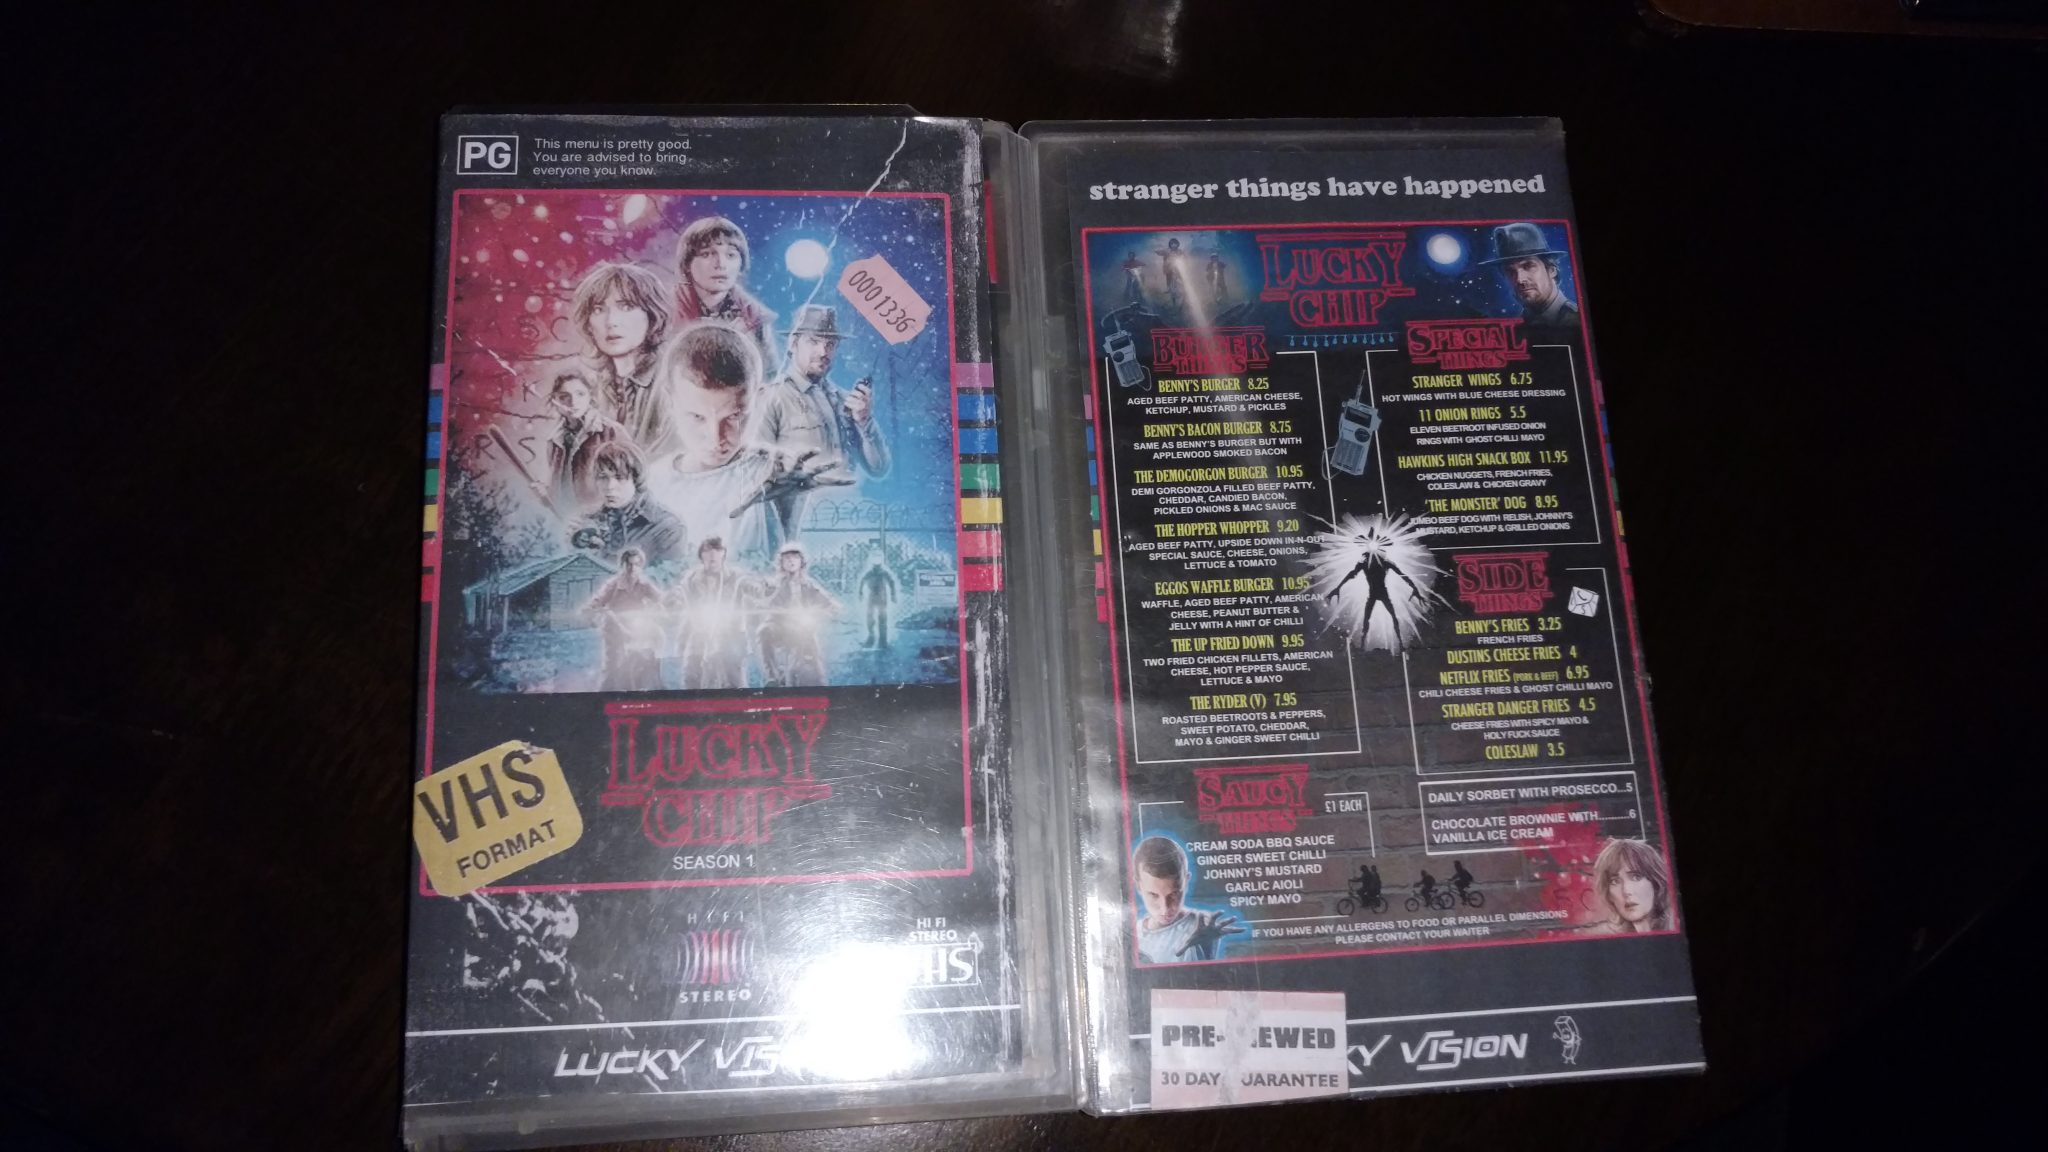 PG
This menu is pretty good.
You are advised to bring
everyone you know.
0001336
R
S
LUCKY
CHIP
SEASON 1
VHS
FORMAT
HI FI
STEREO
HI FI
STEREO
LUCKY
stranger things have happened
LUCKY
CHIP
BURGER
THINGS
BENNY'S BURGER 8.25
AGED BEEF PATTY, AMERICAN CHEESE,
KETCHUP, MUSTARD & PICKLES
BENNY'S BACON BURGER 8.75
SAME AS BENNY'S BURGER BUT WITH
APPLEWOOD SMOKED BACON
THE DEMOGORGON BURGER 10.95
DEMI GORGONZOLA FILLED BEEF PATTY,
CHEDDAR, CANDIED BACON,
PICKLED ONIONS & MAC SAUCE
THE HOPPER WHOPPER 9.20
AGED BEEF PATTY, UPSIDE DOWN IN-N-OUT
SPECIAL SAUCE, CHEESE, ONIONS,
LETTUCE & TOMATO
EGGOS WAFFLE BURGER 10.95
WAFFLE, AGED BEEF PATTY, AMERICAN
CHEESE, PEANUT BUTTER &
JELLY WITH A HINT OF CHILLI
THE UP FRIED DOWN 9.95
TWO FRIED CHICKEN FILLETS, AMERICAN
CHEESE, HOT PEPPER SAUCE,
LETTUCE & MAYO
THE RYDER (V) 7.95
ROASTED BEETROOTS & PEPPERS,
SWEET POTATO, CHEDDAR,
MAYO & GINGER SWEET CHILLI
SPECIAL
THINGS
STRANGER WINGS 6.75
HOT WINGS WITH BLUE CHEESE DRESSING
11 ONION RINGS 5.5
ELEVEN BEETROOT INFUSED ONION
RINGS WITH GHOST CHILLI MAYO
HAWKINS HIGH SNACK BOX 11.95
CHICKEN NUGGETS, FRENCH FRIES,
COLESLAW & CHICKEN GRAVY
'THE MONSTER' DOG 8.95
JUMBO BEEF DOG WITH RELISH, JOHNNY'S
MUSTARD, KETCHUP & GRILLED ONIONS
SIDE
THINGS
BENNY'S FRIES 3.25
FRENCH FRIES
DUSTINS CHEESE FRIES 4
NETFLIX FRIES (PORK & BEEF) 6.95
CHILI CHEESE FRIES & GHOST CHILLI MAYO
STRANGER DANGER FRIES 4.5
CHEESE FRIES WITH SPICY MAYO &
HOLY FUCK SAUCE
COLESLAW 3.5
SAUCY
THINGS
£1 EACH
CREAM SODA BBQ SAUCE
GINGER SWEET CHILLI
JOHNNY'S MUSTARD
GARLIC AIOLI
SPICY MAYO
DAILY SORBET WITH PROSECCO...5
CHOCOLATE BROWNIE WITH.........6
VANILLA ICE CREAM
IF YOU HAVE ANY ALLERGENS TO FOOD OR PARALLEL DIMENSIONS
PLEASE CONTACT YOUR WAITER
30 DAY
VISION